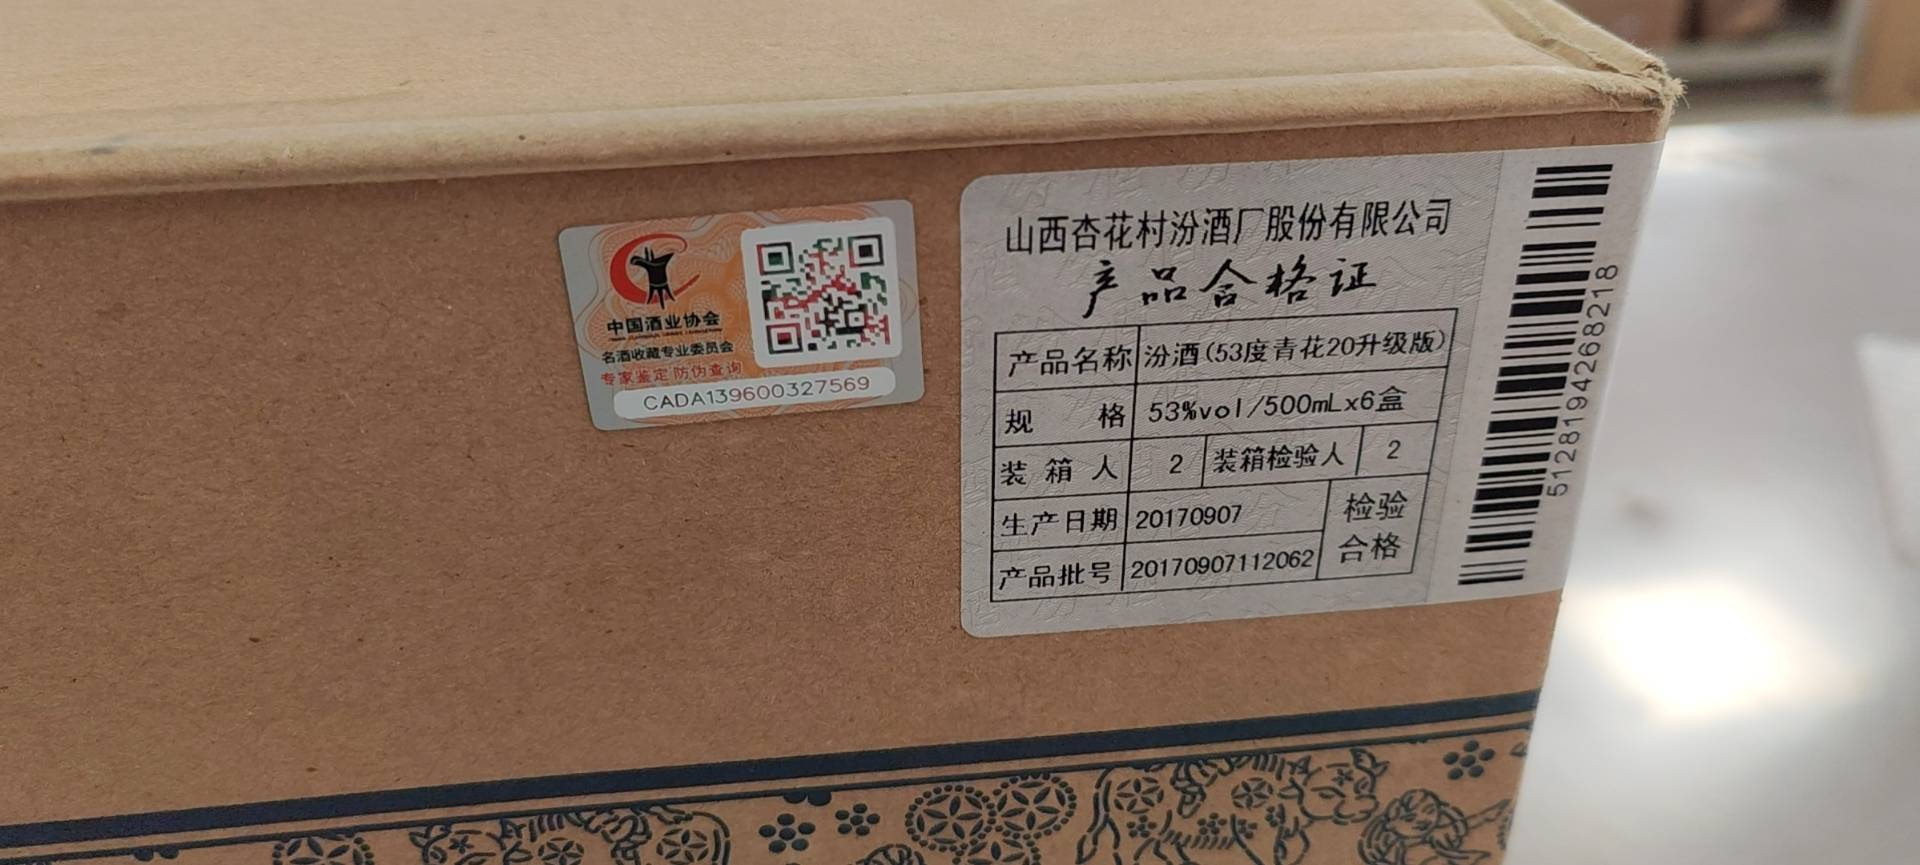 中国酒业协会
名酒收藏专业委员会
专家鉴定 防伪查询
CADA139600327569
山西杏花村汾酒厂股份有限公司
产品合格证
产品名称 汾酒(53度青花20升级版)
规 格 53%vol/500mLx6盒
装箱人 2 装箱检验人 2
生产日期 20170907 检验
产品批号 20170907112062 合格
5128194268218